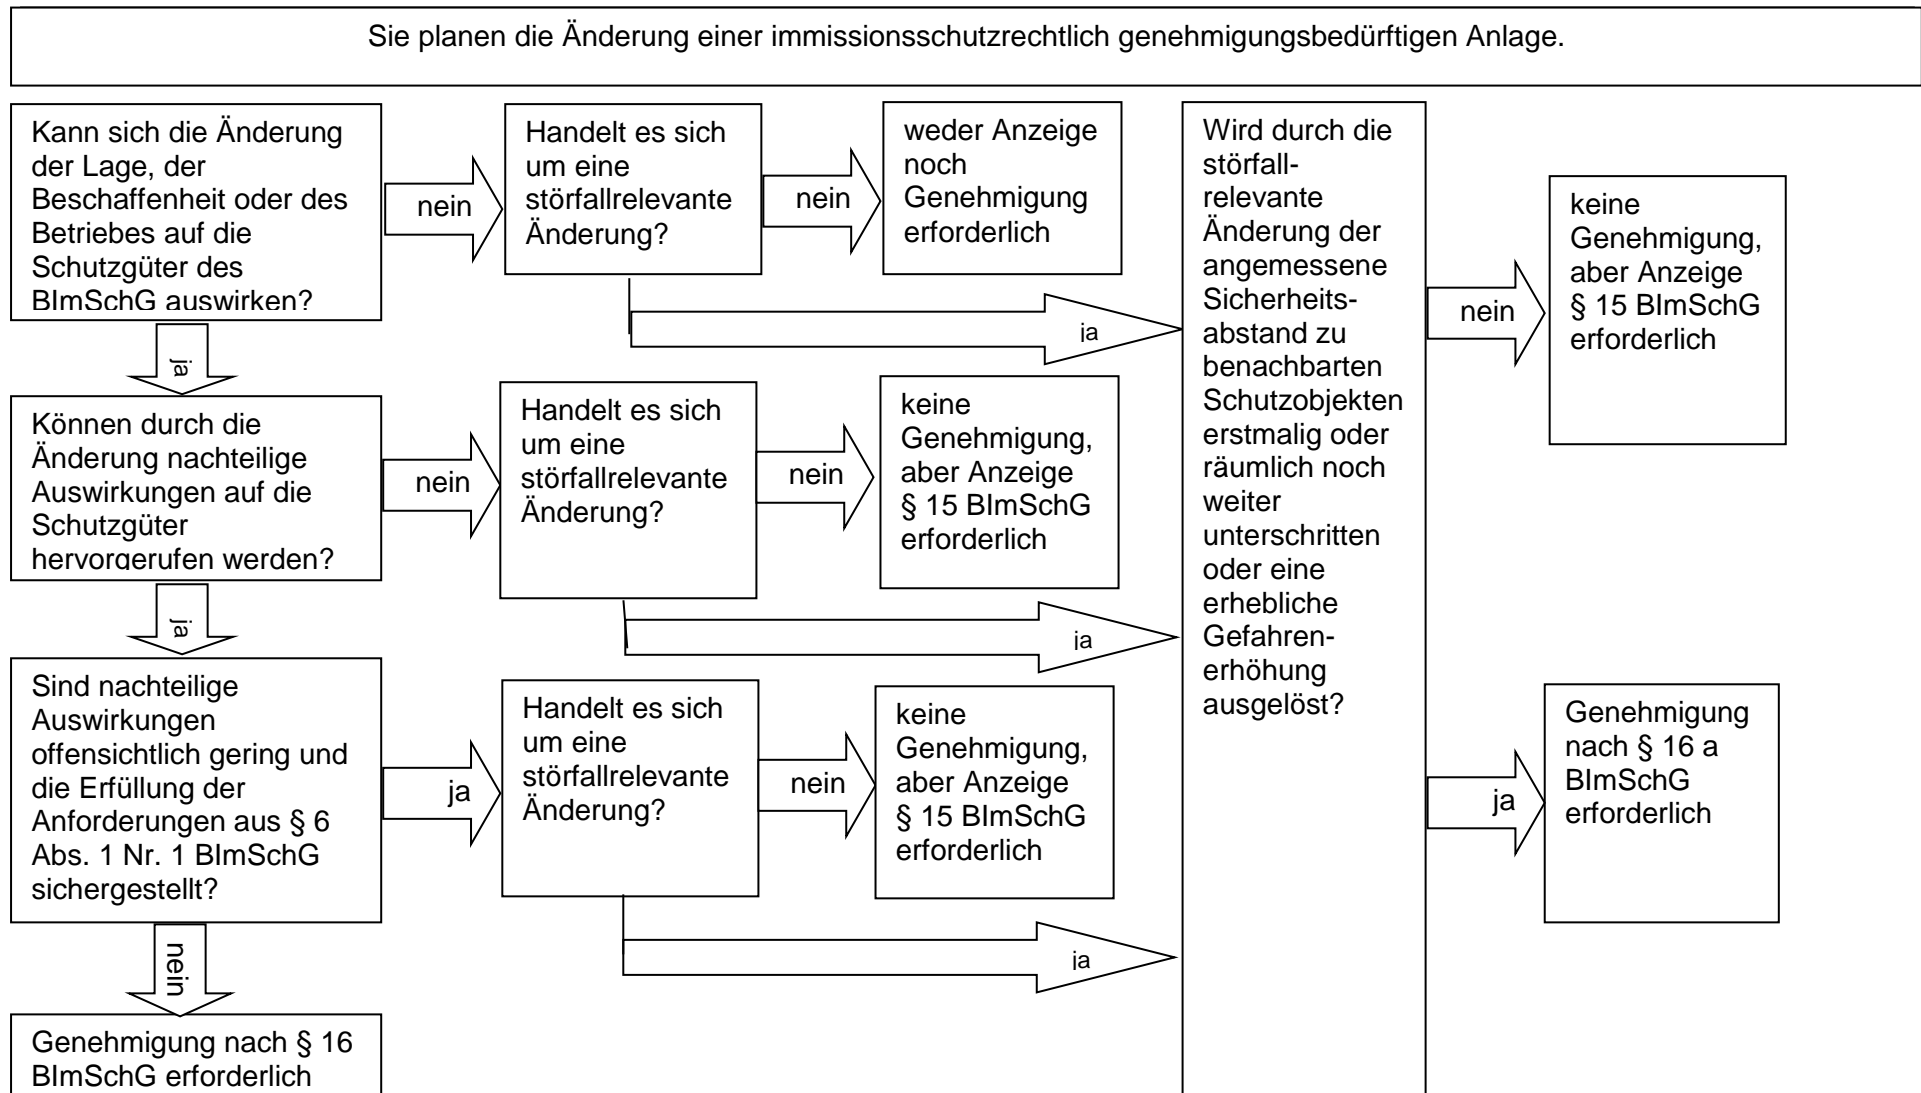 Sie planen die Änderung einer immissionsschutzrechtlich genehmigungsbedürftigen Anlage.
Kann sich die Änderung
der Lage, der
Beschaffenheit oder des
Betriebes auf die
Schutzgüter des
BImSchG auswirken?
nein
Handelt es sich
um eine
störfallrelevante
Änderung?
nein
weder Anzeige
noch
Genehmigung
erforderlich
ja
Wird durch die
störfall-
relevante
Änderung der
angemessene
Sicherheits-
abstand zu
benachbarten
Schutzobjekten
erstmalig oder
räumlich noch
weiter
unterschritten
oder eine
erhebliche
Gefahren-
erhöhung
ausgelöst?
nein
keine
Genehmigung,
aber Anzeige
§ 15 BImSchG
erforderlich
ja
Können durch die
Änderung nachteilige
Auswirkungen auf die
Schutzgüter
hervorgerufen werden?
nein
Handelt es sich
um eine
störfallrelevante
Änderung?
nein
keine
Genehmigung,
aber Anzeige
§ 15 BImSchG
erforderlich
ja
ja
Sind nachteilige
Auswirkungen
offensichtlich gering und
die Erfüllung der
Anforderungen aus § 6
Abs. 1 Nr. 1 BImSchG
sichergestellt?
ja
Handelt es sich
um eine
störfallrelevante
Änderung?
nein
keine
Genehmigung,
aber Anzeige
§ 15 BImSchG
erforderlich
ja
ja
Genehmigung
nach § 16 a
BImSchG
erforderlich
nein
Genehmigung nach § 16
BImSchG erforderlich